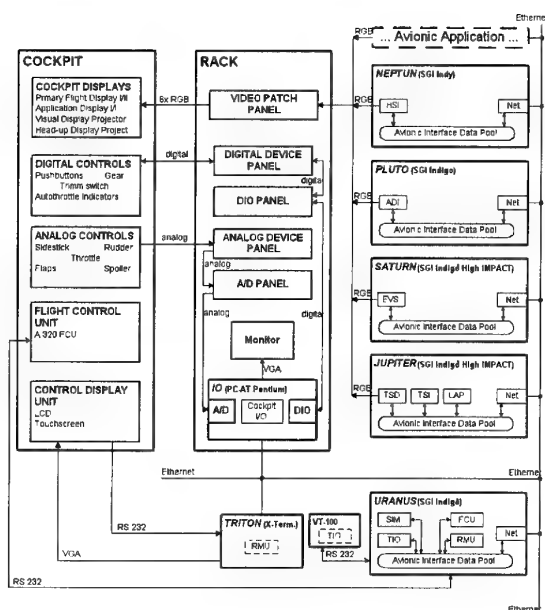 Ethernet
RGB
... Avionic Application ...
COCKPIT
COCKPIT DISPLAYS
Primary Flight Display I/II
Application Display I/I
Visual Display Projector
Head-up Display Project
DIGITAL CONTROLS
Pushbuttons Gear
Trimm switch
Autothrottle Indicators
ANALOG CONTROLS
Sidestick Rudder
Throttle
Flaps Spoiler
FLIGHT CONTROL
UNIT
A 320 FCU
CONTROL DISPLAY
UNIT
LCD
Touchscreen
6x RGB
digital
analog
RACK
VIDEO PATCH
PANEL
DIGITAL DEVICE
PANEL
digital
DIO PANEL
ANALOG DEVICE
PANEL
analog
A/D PANEL
analog
digital
Monitor
VGA
IO (PC-AT Pentium)
A/D
Cockpit
I/O
DIO
NEPTUN (SGI Indy)
RGB
HSI
Net
Avionic Interface Data Pool
PLUTO (SGI Indigo)
RGB
ADI
Net
Avionic Interface Data Pool
SATURN (SGI Indigo High IMPACT)
RGB
EVS
Net
Avionic Interface Data Pool
JUPITER (SGI Indigo High IMPACT)
RGB
TSD
TSI
LAP
Net
Avionic Interface Data Pool
Ethernet
Ethernet
RS 232
VGA
RS 232
TRITON (X-Term.)
RMU
VT-100
TIO
RS 232
URANUS (SGI Indigo)
SIM
FCU
TIO
RMU
Net
Avionic Interface Data Pool
Ethernet